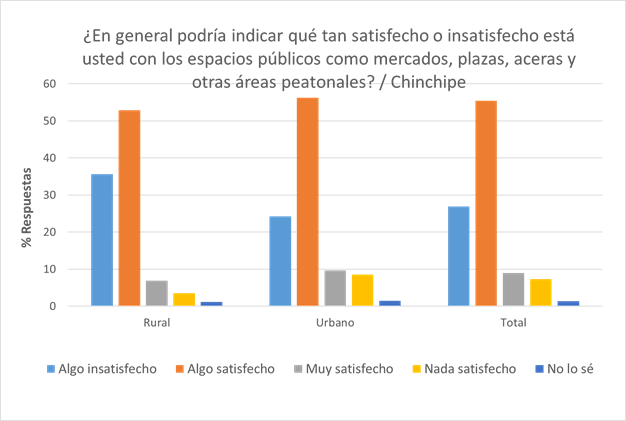 ¿En general podría indicar qué tan satisfecho o insatisfecho está
usted con los espacios públicos como mercados, plazas, aceras y
otras áreas peatonales? / Chinchipe
60
50
40
30
20
10
0
% Respuestas
Rural
Urbano
Total
Algo insatisfecho
Algo satisfecho
Muy satisfecho
Nada satisfecho
No lo sé